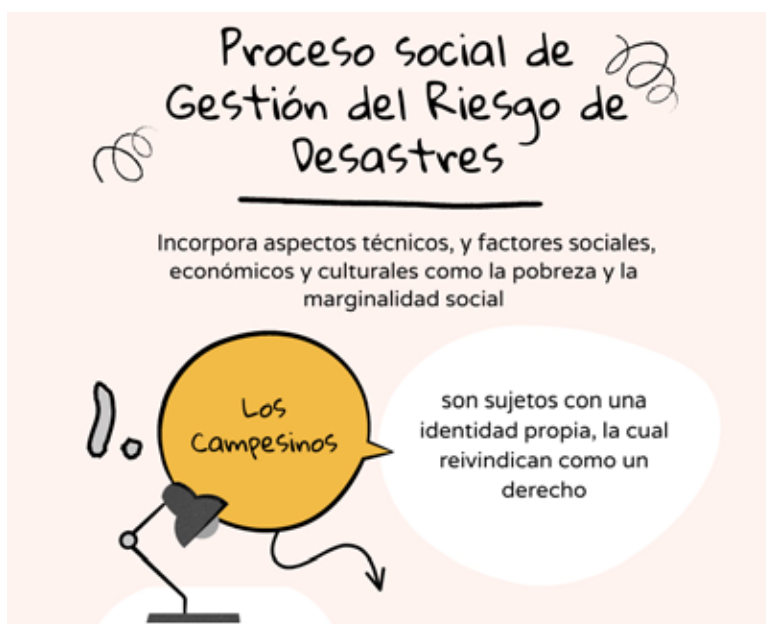 Proceso social de
Gestión del Riesgo de
Desastres
Incorpora aspectos técnicos, y factores sociales,
económicos y culturales como la pobreza y la
marginalidad social
1.
Los
Campesinos
son sujetos con una
identidad propia, la cual
reivindican como un
derecho